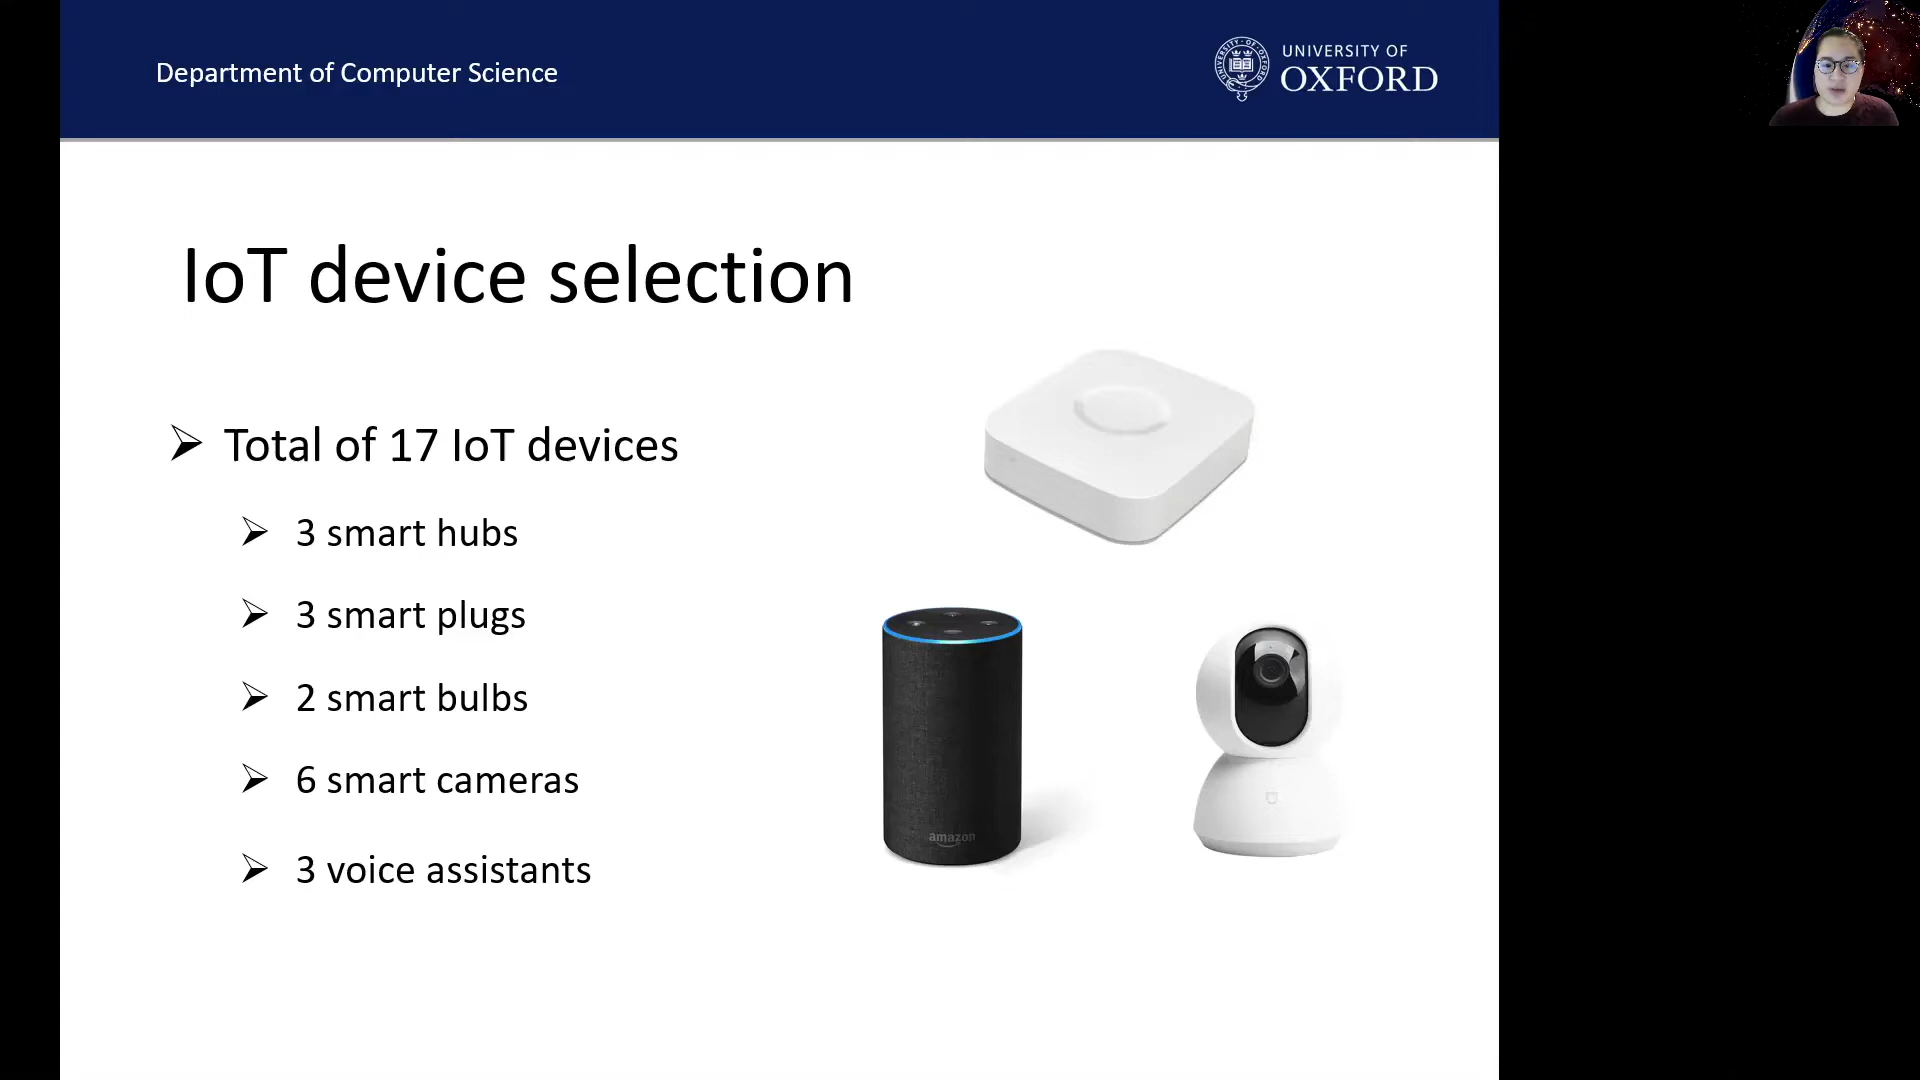 Department of Computer Science
UNIVERSITY OF
OXFORD
IoT device selection
Total of 17 IoT devices
3 smart hubs
3 smart plugs
2 smart bulbs
6 smart cameras
3 voice assistants
amazon